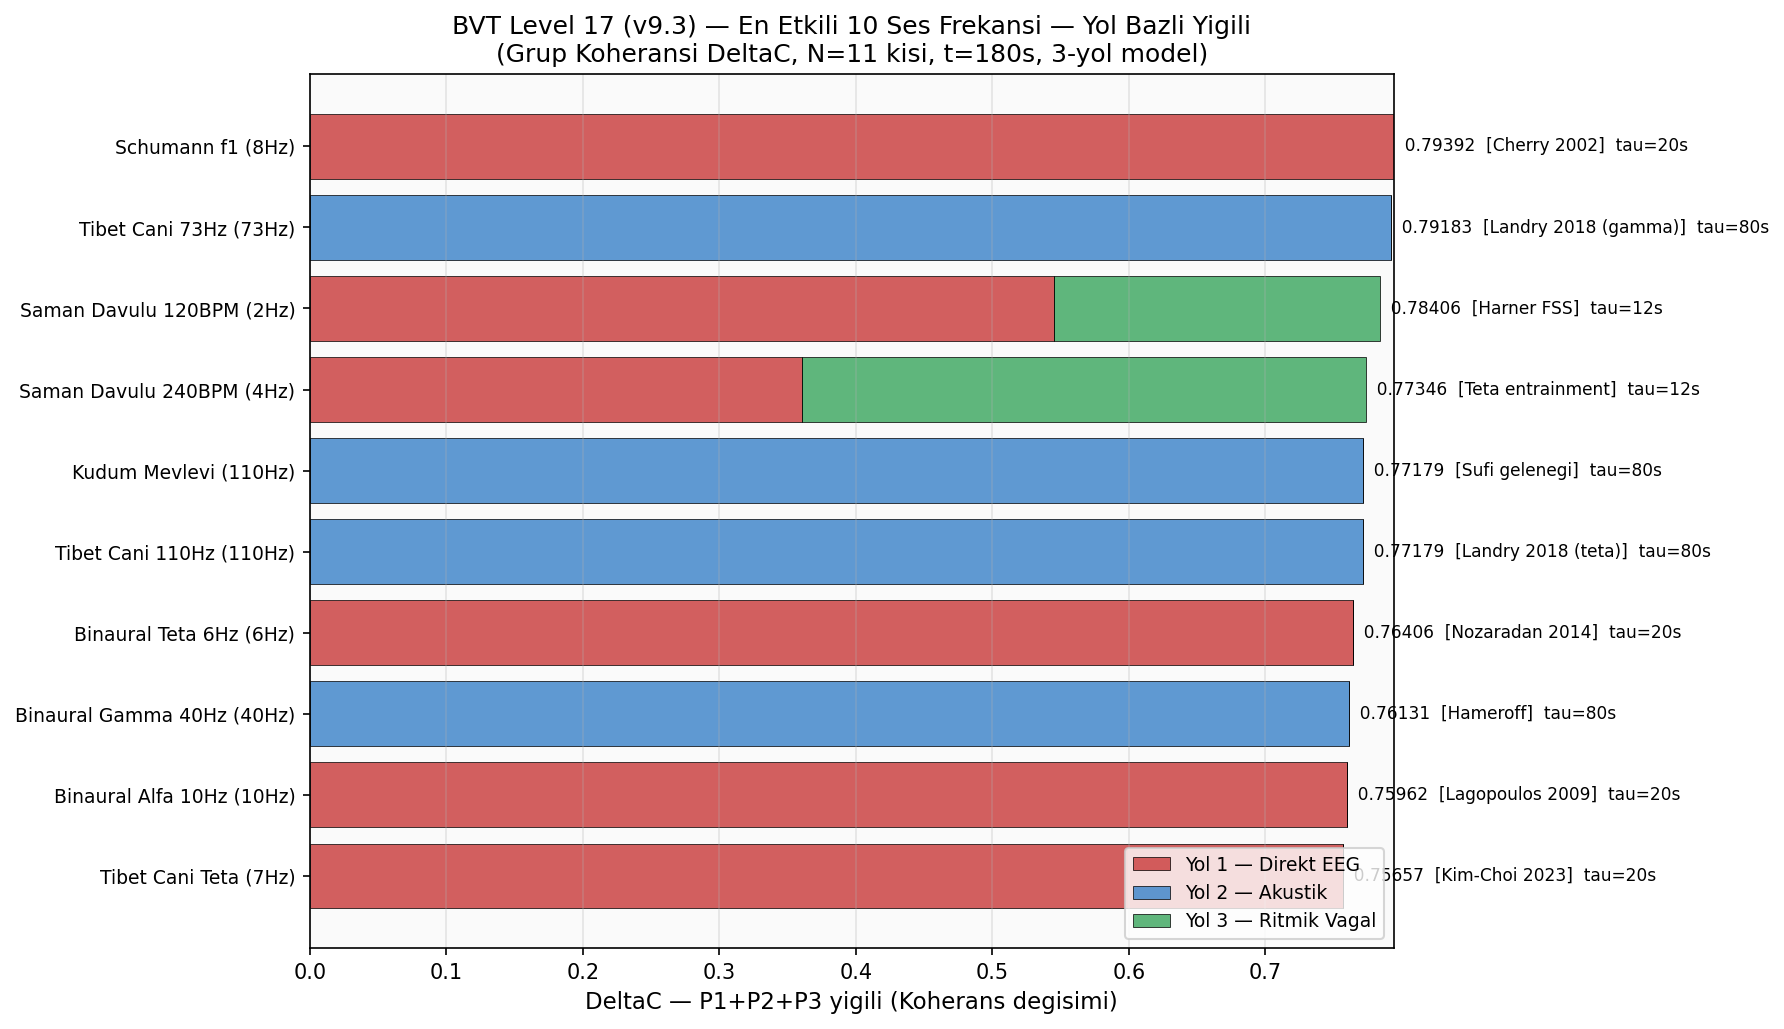 BVT Level 17 (v9.3) — En Etkili 10 Ses Frekansi — Yol Bazli Yigili
(Grup Koheransi DeltaC, N=11 kisi, t=180s, 3-yol model)
Schumann f1 (8Hz)
0.79392 [Cherry 2002] tau=20s
Tibet Cani 73Hz (73Hz)
0.79183 [Landry 2018 (gamma)] tau=80s
Saman Davulu 120BPM (2Hz)
0.78406 [Harner FSS] tau=12s
Saman Davulu 240BPM (4Hz)
0.77346 [Teta entrainment] tau=12s
Kudum Mevlevi (110Hz)
0.77179 [Sufi gelenegi] tau=80s
Tibet Cani 110Hz (110Hz)
0.77179 [Landry 2018 (teta)] tau=80s
Binaural Teta 6Hz (6Hz)
0.76406 [Nozaradan 2014] tau=20s
Binaural Gamma 40Hz (40Hz)
0.76131 [Hameroff] tau=80s
Binaural Alfa 10Hz (10Hz)
0.75962 [Lagopoulos 2009] tau=20s
Tibet Cani Teta (7Hz)
0.75657 [Kim-Choi 2023] tau=20s
Yol 1 — Direkt EEG
Yol 2 — Akustik
Yol 3 — Ritmik Vagal
0.0 0.1 0.2 0.3 0.4 0.5 0.6 0.7
DeltaC — P1+P2+P3 yigili (Koherans degisimi)